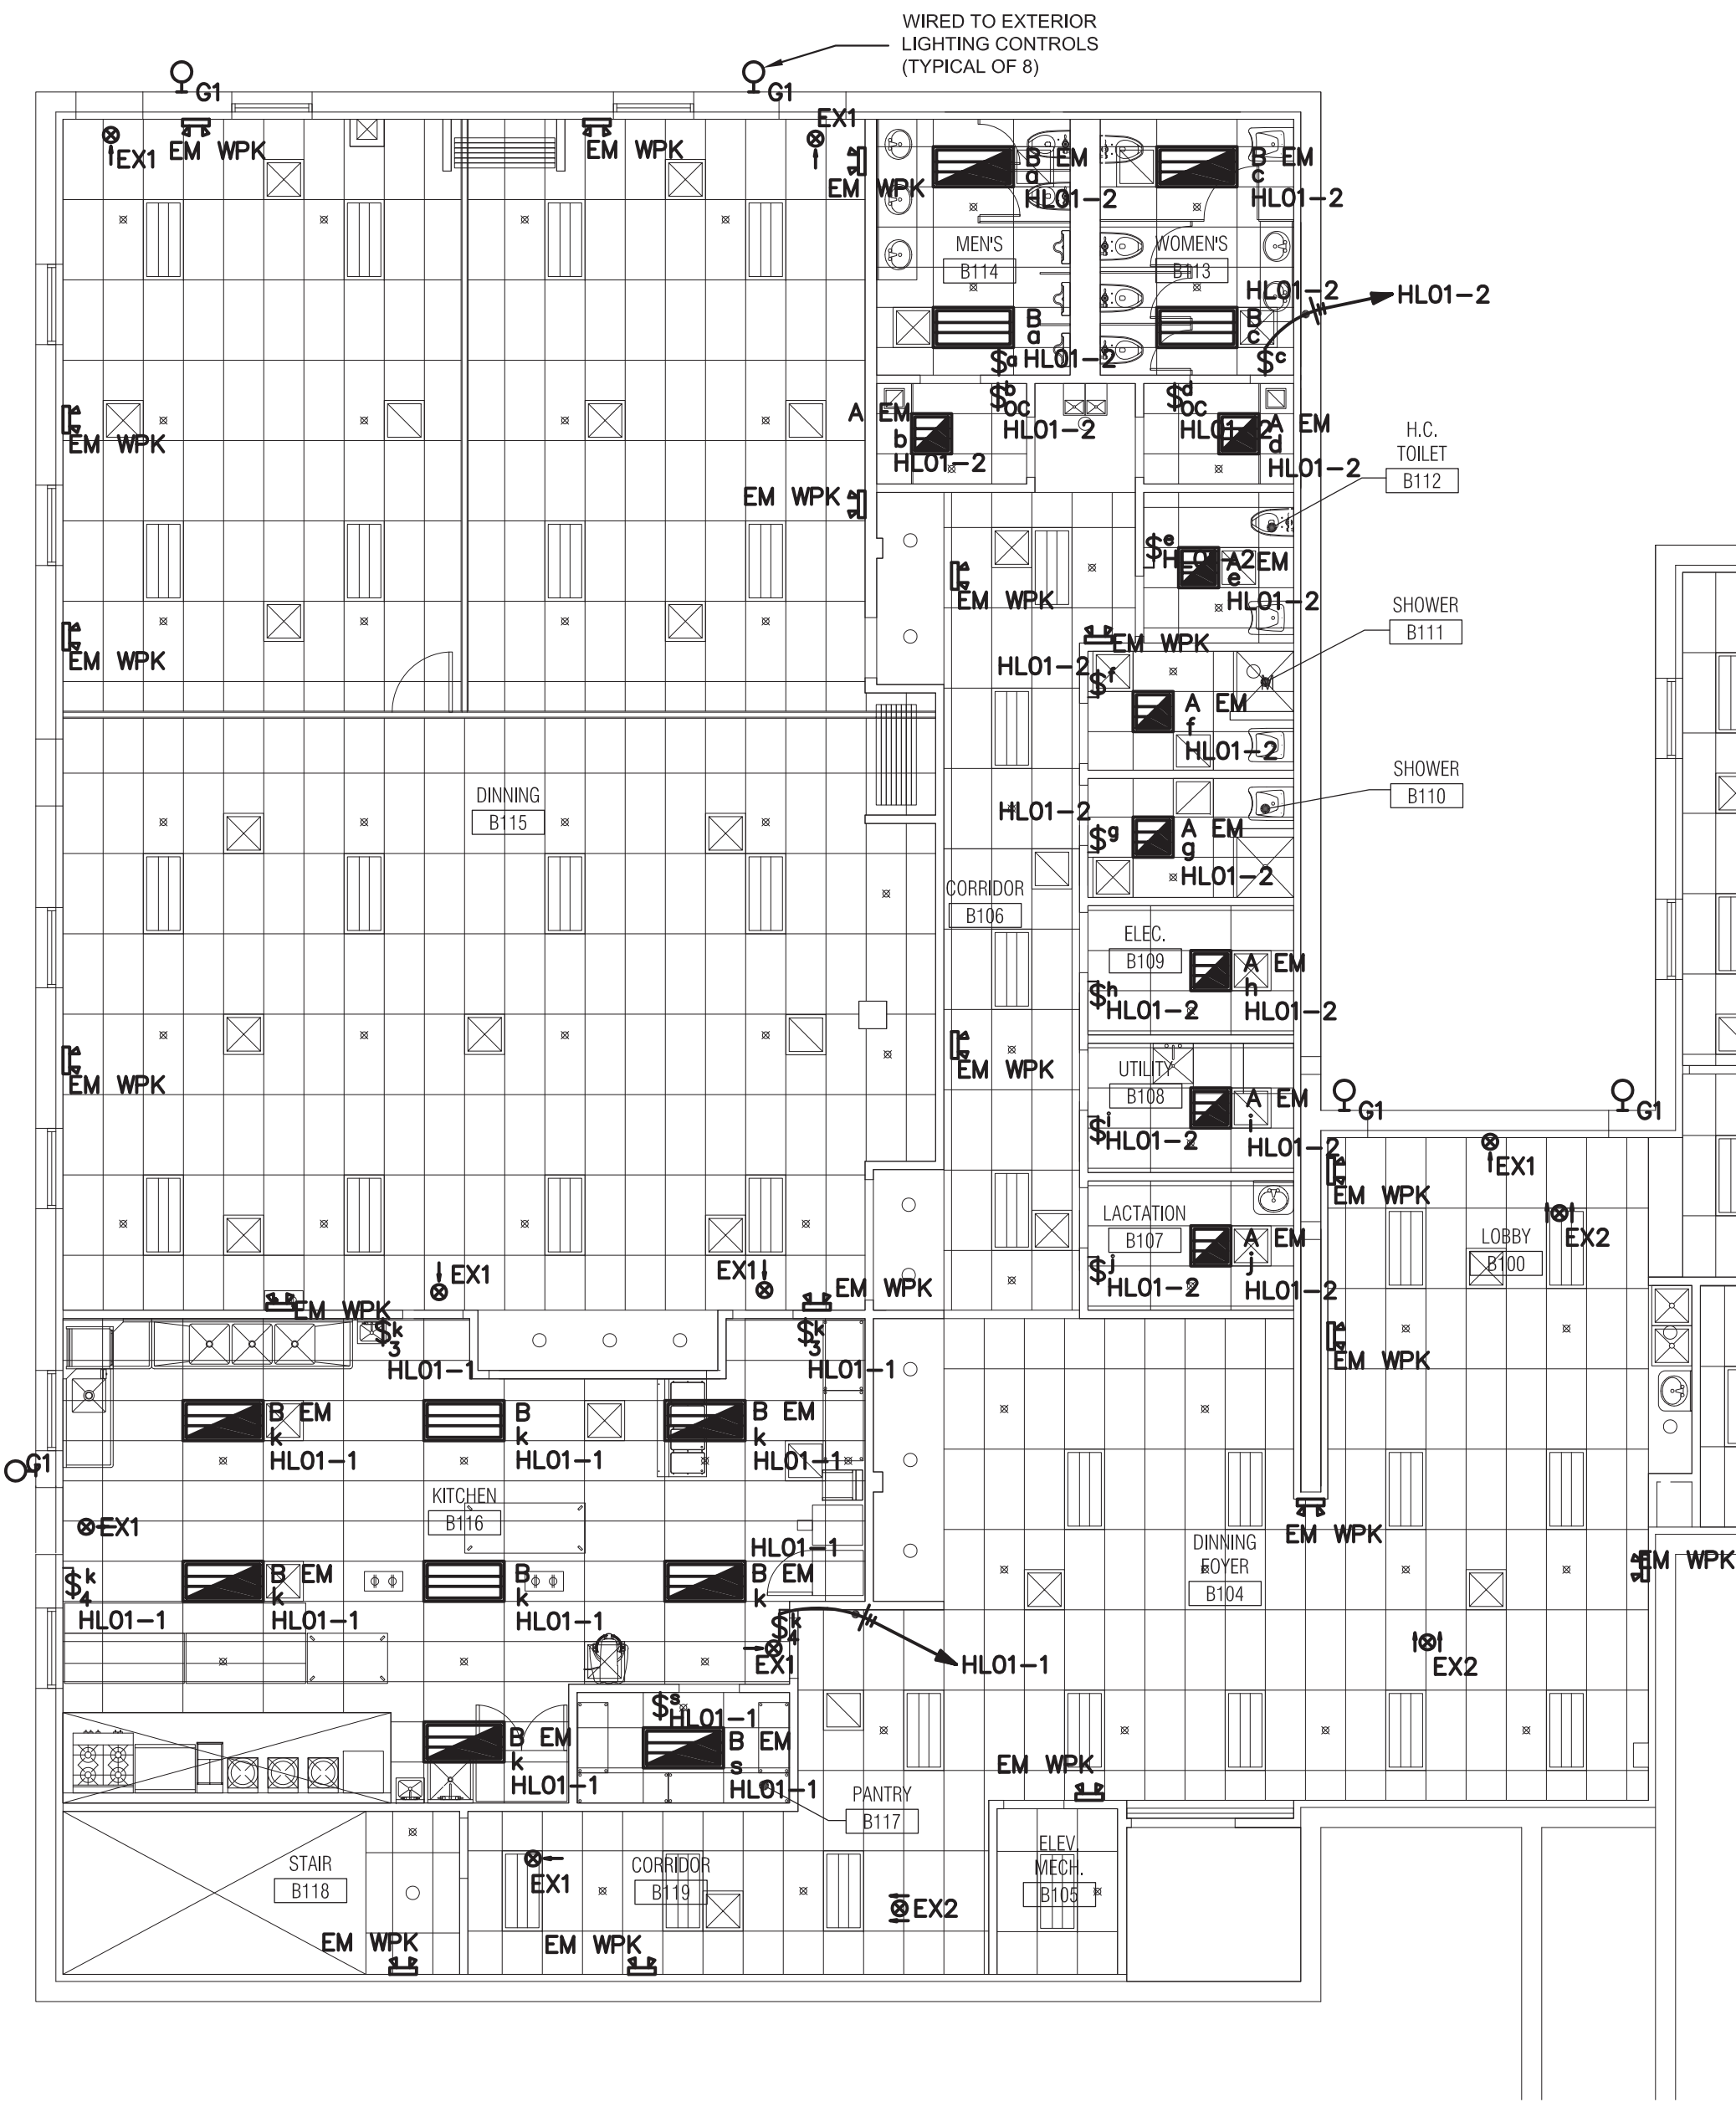 WIRED TO EXTERIOR
LIGHTING CONTROLS
(TYPICAL OF 8)
G1
G1
EX1
EM WPK
EM WPK
EX1
EM WPK
B EM
a
HL01-2
B EM
c
HL01-2
MEN'S
B114
WOMEN'S
B113
HL01-2
HL01-2
B
a
$a HL01-2
B
c
$c
EM WPK
A EM
b
HL01-2
$b
OC
HL01-2
$d
OC
HL01-2
A EM
d
HL01-2
H.C.
TOILET
B112
EM WPK
$e
HL01-2
A EM
e
HL01-2
EM WPK
SHOWER
B111
EM WPK
EM WPK
HL01-2
$f
A EM
f
HL01-2
SHOWER
B110
DINNING
B115
HL01-2
$g
A EM
g
HL01-2
CORRIDOR
B106
ELEC.
B109
A EM
h
$h
HL01-2
HL01-2
EM WPK
EM WPK
UTILITY
B108
A EM
i
$i
HL01-2
HL01-2
G1
G1
EX1
EM WPK
LACTATION
B107
A EM
j
$j
HL01-2
HL01-2
LOBBY
B100
EX2
EX1
EX1
EM WPK
EM WPK
$k
3
HL01-1
$k
3
HL01-1
EM WPK
B EM
k
HL01-1
B
k
HL01-1
B EM
k
HL01-1
G1
KITCHEN
B116
EX1
EM WPK
HL01-1
DINNING
FOYER
B104
EM WPK
$k
4
HL01-1
B EM
k
HL01-1
B
k
HL01-1
B EM
k
$k
4
EX1
HL01-1
EX2
$s
HL01-1
B EM
k
HL01-1
B EM
s
HL01-1
EM WPK
PANTRY
B117
STAIR
B118
EX1
CORRIDOR
B119
ELEV.
MECH.
B105
EX2
EM WPK
EM WPK